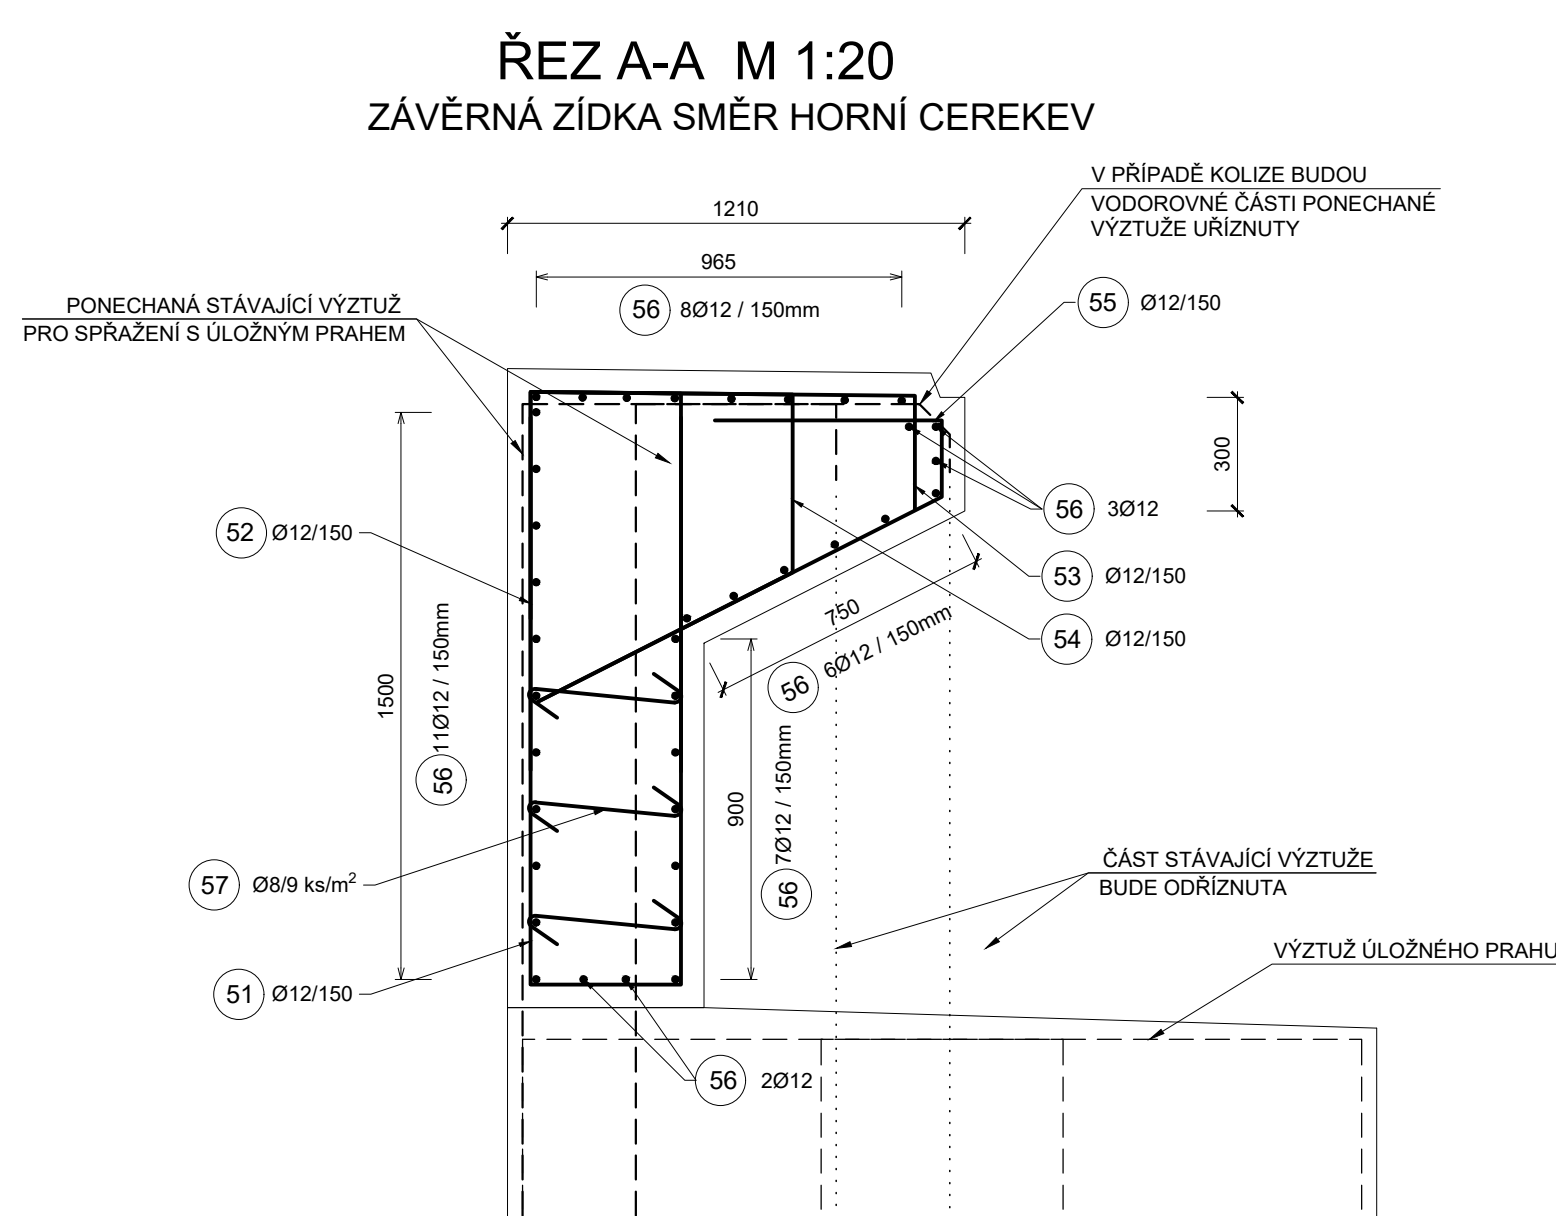 ŘEZ A-A  M 1:20
ZÁVĚRNÁ ZÍDKA SMĚR HORNÍ CEREKEV
V PŘÍPADĚ KOLIZE BUDOU
VODOROVNÉ ČÁSTI PONECHANÉ
VÝZTUŽE UŘÍZNUTY
1210
965
56 8Ø12 / 150mm
PONECHANÁ STÁVAJÍCÍ VÝZTUŽ
PRO SPŘAŽENÍ S ÚLOŽNÝM PRAHEM
55 Ø12/150
300
56 3Ø12
52 Ø12/150
53 Ø12/150
54 Ø12/150
750
56 6Ø12 / 150mm
1500
56 11Ø12 / 150mm
900
56 7Ø12 / 150mm
57 Ø8/9 ks/m²
ČÁST STÁVAJÍCÍ VÝZTUŽE
BUDE ODŘÍZNUTA
VÝZTUŽ ÚLOŽNÉHO PRAHU
51 Ø12/150
56 2Ø12